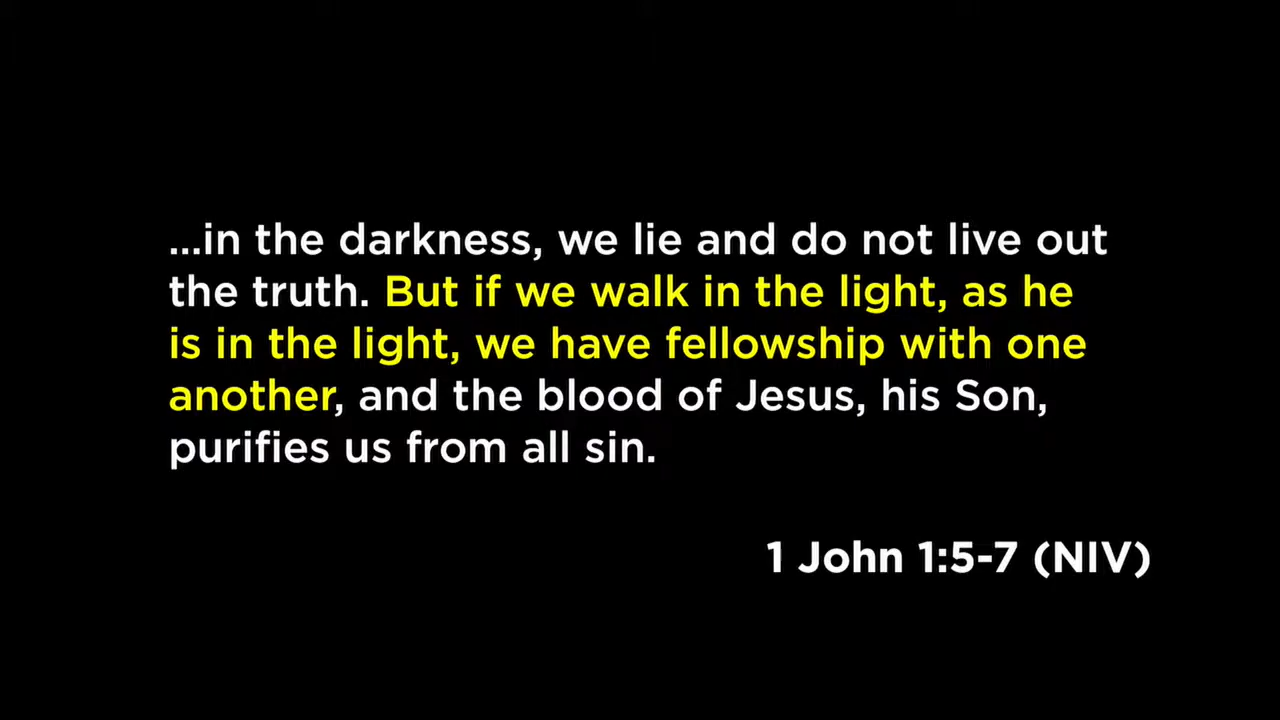 ...in the darkness, we lie and do not live out
the truth. But if we walk in the light, as he
is in the light, we have fellowship with one
another, and the blood of Jesus, his Son,
purifies us from all sin.
1 John 1:5-7 (NIV)